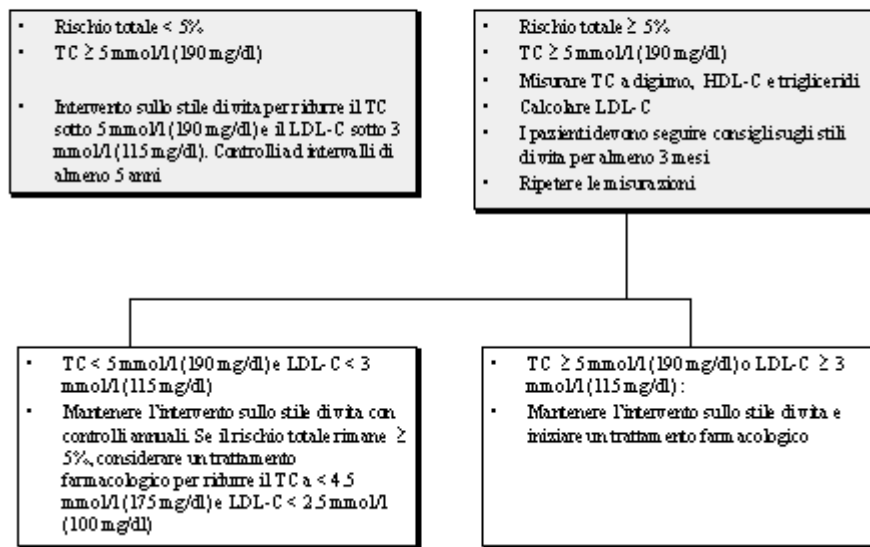 • Rischio totale < 5%
• TC ≥ 5 mmol/l (190 mg/dl)
• Intervento sullo stile di vita per ridurre il TC
sotto 5 mmol/l (190 mg/dl) e il LDL-C sotto 3
mmol/l (115 mg/dl). Controlli ad intervalli di
almeno 5 anni
• Rischio totale ≥ 5%
• TC ≥ 5 mmol/l (190 mg/dl)
• Misurare TC a digiuno, HDL-C e trigliceridi
• Calcolare LDL-C
• I pazienti devono seguire consigli sugli stili
di vita per almeno 3 mesi
• Ripetere le misurazioni
• TC < 5 mmol/l (190 mg/dl) e LDL-C < 3
mmol/l (115 mg/dl)
• Mantenere l'intervento sullo stile di vita con
controlli annuali. Se il rischio totale rimane ≥
5%, considerare un trattamento
farmacologico per ridurre il TC a < 4.5
mmol/l (175 mg/dl) e LDL-C < 2.5 mmol/l
(100 mg/dl)
• TC ≥ 5 mmol/l (190 mg/dl) o LDL-C ≥ 3
mmol/l (115 mg/dl) :
• Mantenere l'intervento sullo stile di vita e
iniziare un trattamento farmacologico